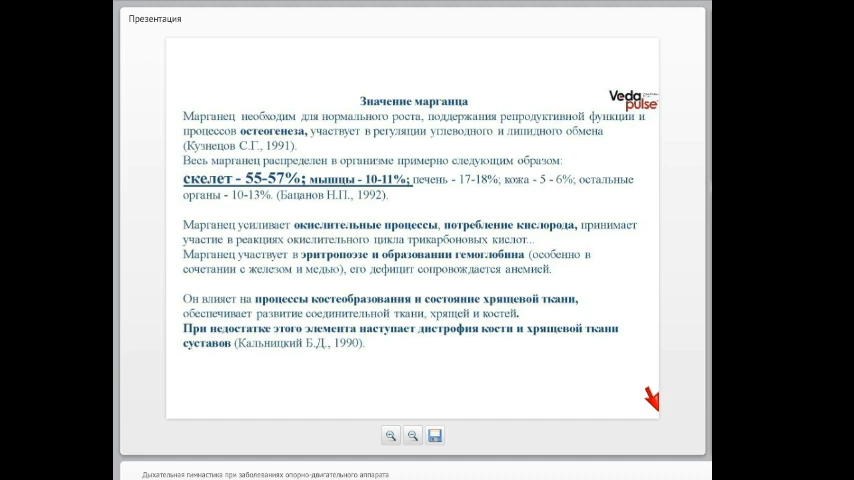 Презентация
Veda
pulse
Значение марганца
Марганец необходим для нормального роста, поддержания репродуктивной функции и
процессов остеогенеза, участвует в регуляции углеводного и липидного обмена
(Кузнецов С.Г., 1991).
Весь марганец распределен в организме примерно следующим образом:
скелет - 55-57%; мышцы - 10-11%; печень - 17-18%; кожа - 5 - 6%; остальные
органы - 10-13%. (Бацанов Н.П., 1992).
Марганец усиливает окислительные процессы, потребление кислорода, принимает
участие в реакциях окислительного цикла трикарбоновых кислот...
Марганец участвует в эритропоэзе и образовании гемоглобина (особенно в
сочетании с железом и медью), его дефицит сопровождается анемией.
Он влияет на процессы костеобразования и состояние хрящевой ткани,
обеспечивает развитие соединительной ткани, хрящей и костей.
При недостатке этого элемента наступает дистрофия кости и хрящевой ткани
суставов (Кальницкий Б.Д., 1990).
Дыхательная гимнастика при заболеваниях опорно-двигательного аппарата